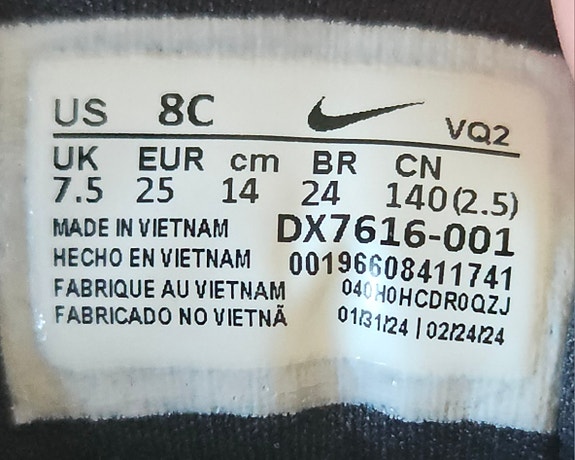 US 8C VQ2
UK EUR cm BR CN
7.5 25 14 24 140(2.5)
MADE IN VIETNAM DX7616-001
HECHO EN VIETNAM 00196608411741
FABRIQUE AU VIETNAM 040H0HCDR0QZJ
FABRICADO NO VIETNÃ 01/31/24 | 02/24/24